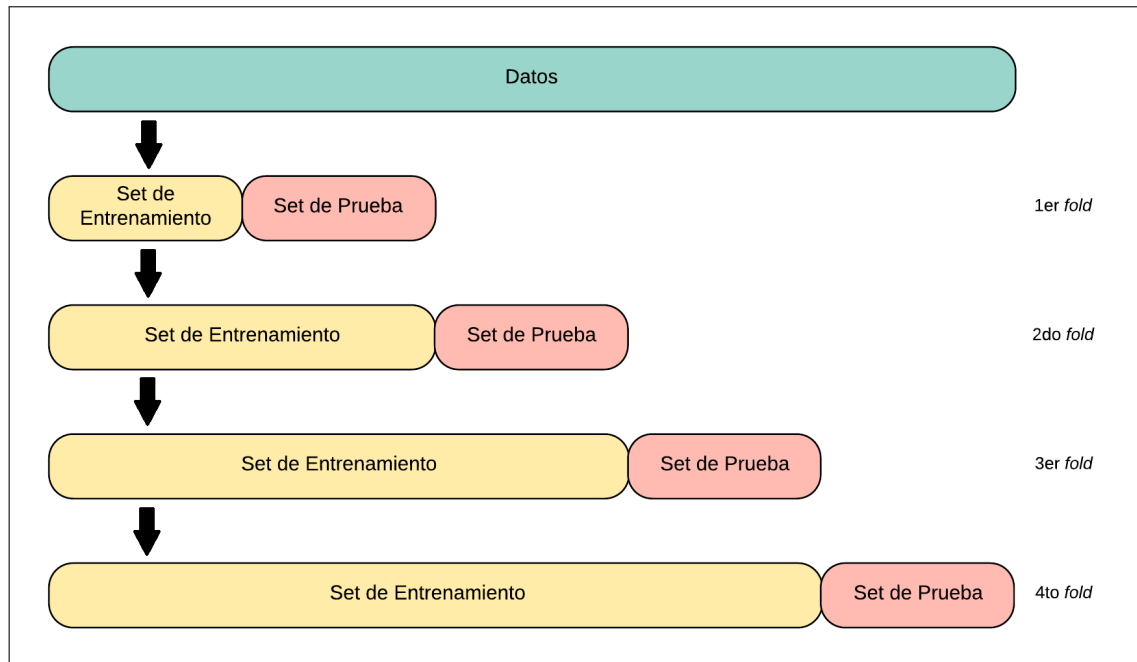 Datos
Set de
Entrenamiento
Set de Prueba
1er fold
Set de Entrenamiento
Set de Prueba
2do fold
Set de Entrenamiento
Set de Prueba
3er fold
Set de Entrenamiento
Set de Prueba
4to fold